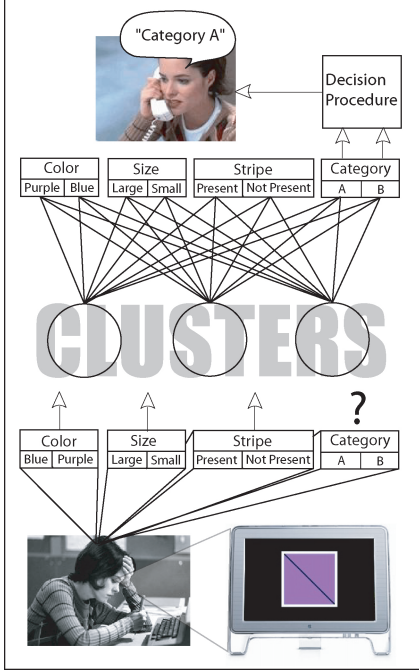 "Category A"
Decision
Procedure
Color Size Stripe Category
Purple Blue Large Small Present Not Present A B
CLUSTERS
?
Color Size Stripe Category
Blue Purple Large Small Present Not Present A B